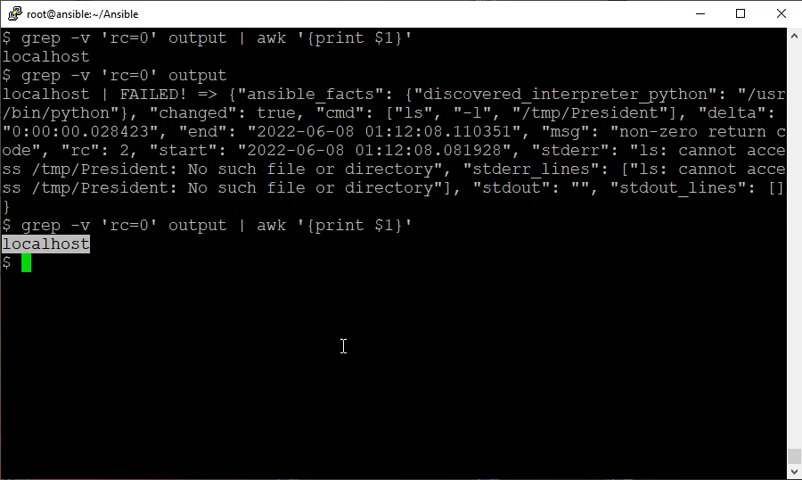 root@ansible:~/Ansible
$ grep -v 'rc=0' output | awk '{print $1}'
localhost
$ grep -v 'rc=0' output
localhost | FAILED! => {"ansible_facts": {"discovered_interpreter_python": "/usr
/bin/python"}, "changed": true, "cmd": ["ls", "-l", "/tmp/President"], "delta":
"0:00:00.028423", "end": "2022-06-08 01:12:08.110351", "msg": "non-zero return c
ode", "rc": 2, "start": "2022-06-08 01:12:08.081928", "stderr": "ls: cannot acce
ss /tmp/President: No such file or directory", "stderr_lines": ["ls: cannot acce
ss /tmp/President: No such file or directory"], "stdout": "", "stdout_lines": []
}
$ grep -v 'rc=0' output | awk '{print $1}'
localhost
$